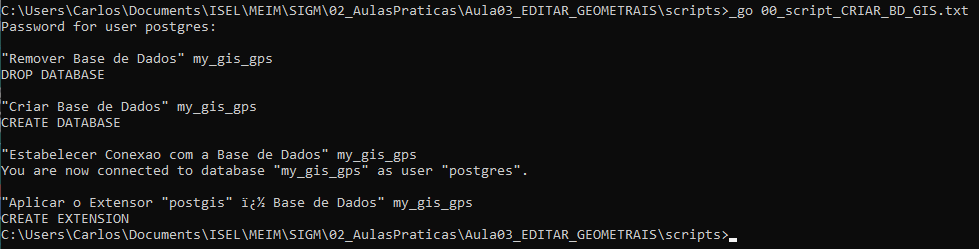 C:\Users\Carlos\Documents\ISEL\MEIM\SIGM\02_AulasPraticas\Aula03_EDITAR_GEOMETRAIS\scripts>_go 00_script_CRIAR_BD_GIS.txt
Password for user postgres:
"Remover Base de Dados" my_gis_gps
DROP DATABASE
"Criar Base de Dados" my_gis_gps
CREATE DATABASE
"Estabelecer Conexao com a Base de Dados" my_gis_gps
You are now connected to database "my_gis_gps" as user "postgres".
"Aplicar o Extensor "postgis" ï¿½ Base de Dados" my_gis_gps
CREATE EXTENSION
C:\Users\Carlos\Documents\ISEL\MEIM\SIGM\02_AulasPraticas\Aula03_EDITAR_GEOMETRAIS\scripts>